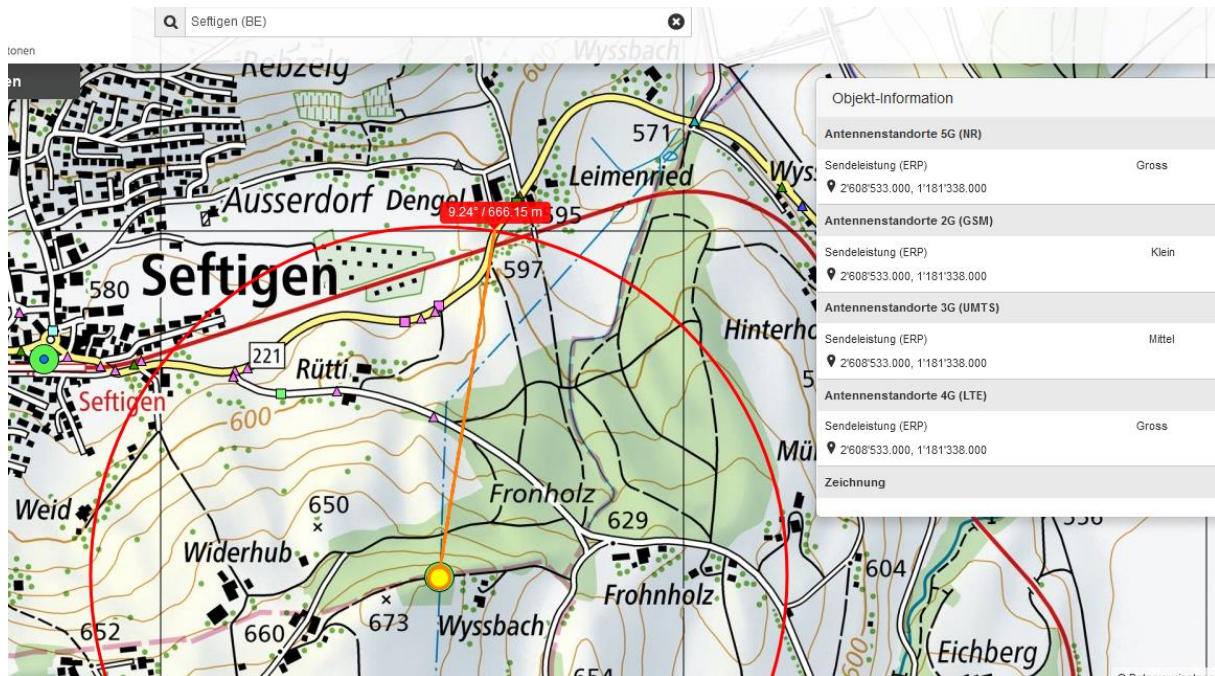 Seftigen (BE)
Wyssbach
tonen
en
Rebzelg
571
Leimenried
Ausserdorf
9.24° / 666.15 m
595
Seftigen
580
597
221
Rütti
Seftigen
600
Weid
650
Fronholz
629
Widerhub
604
Frohnholz
652
660
673
Wyssbach
600
Eichberg
Objekt-Information
Antennenstandorte 5G (NR)
Sendeleistung (ERP) Gross
2'608'533.000, 1'181'338.000
Antennenstandorte 2G (GSM)
Sendeleistung (ERP) Klein
2'608'533.000, 1'181'338.000
Antennenstandorte 3G (UMTS)
Sendeleistung (ERP) Mittel
2'608'533.000, 1'181'338.000
Antennenstandorte 4G (LTE)
Sendeleistung (ERP) Gross
2'608'533.000, 1'181'338.000
Zeichnung